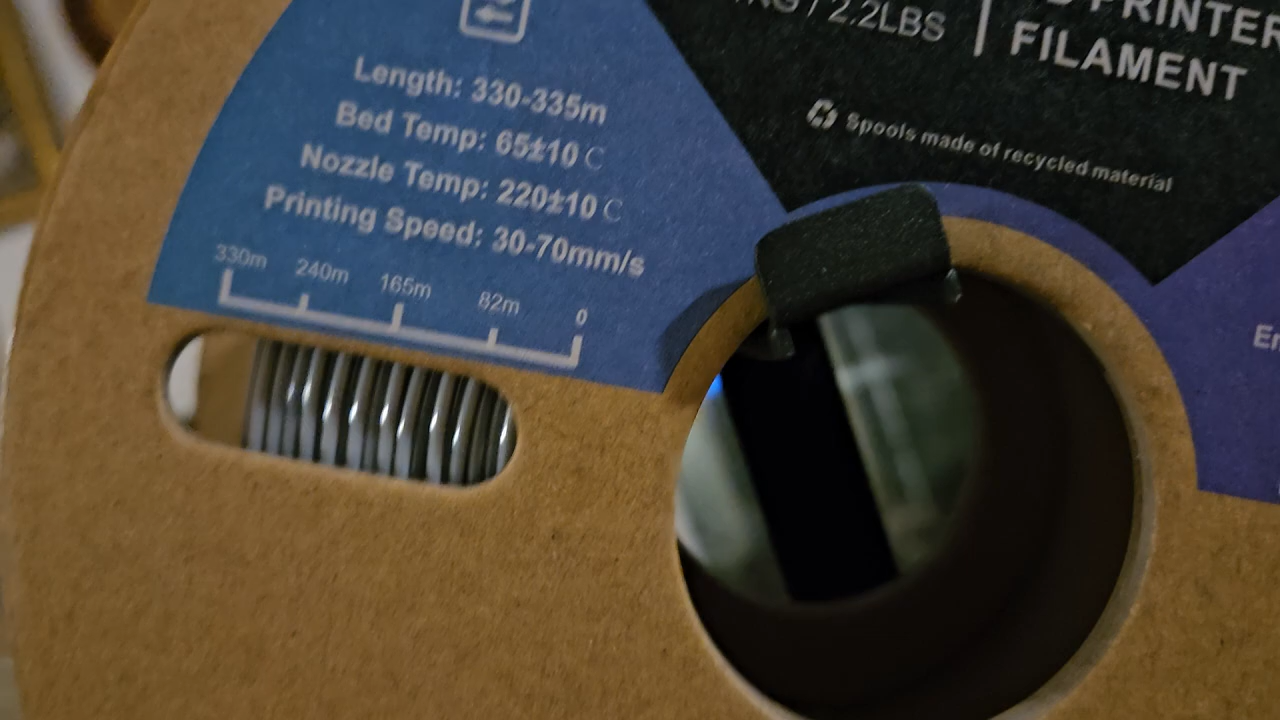 / 2.2LBS
PRINTER
FILAMENT
Spools made of recycled material
Length: 330-335m
Bed Temp: 65±10 C
Nozzle Temp: 220±10 C
Printing Speed: 30-70mm/s
330m 240m 165m 82m 0